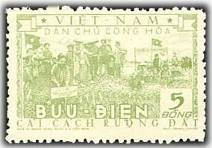 VIỆT NAM
DÂN CHỦ CỘNG HÒA
BƯU ĐIỆN
5
ĐỒNG
CẢI CÁCH RUỘNG ĐẤT